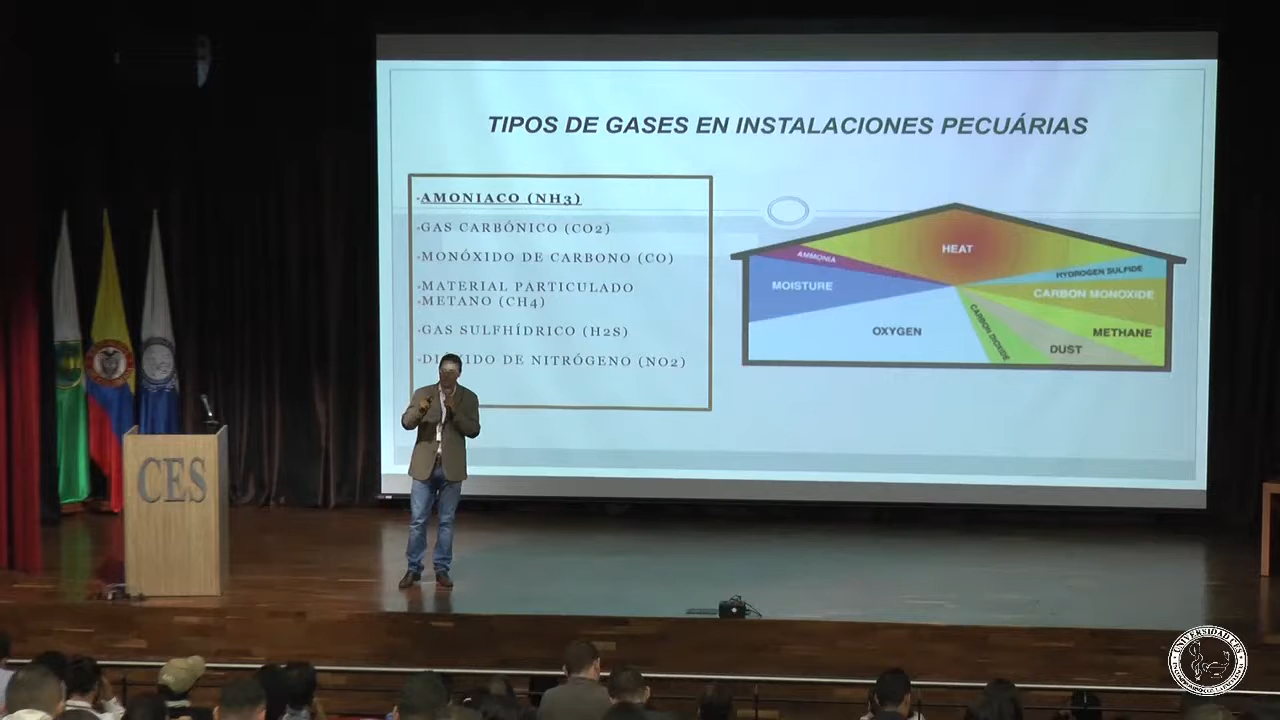 TIPOS DE GASES EN INSTALACIONES PECUÁRIAS
•AMONIACO (NH3)
•GAS CARBÓNICO (CO2)
•MONÓXIDO DE CARBONO (CO)
•MATERIAL PARTICULADO
•METANO (CH4)
•GAS SULFHÍDRICO (H2S)
•DIÓXIDO DE NITRÓGENO (NO2)
HEAT
AMMONIA
HYDROGEN SULFIDE
MOISTURE
CARBON MONOXIDE
OXYGEN
CARBON DIOXIDE
METHANE
DUST
CES
UNIVERSIDAD CES